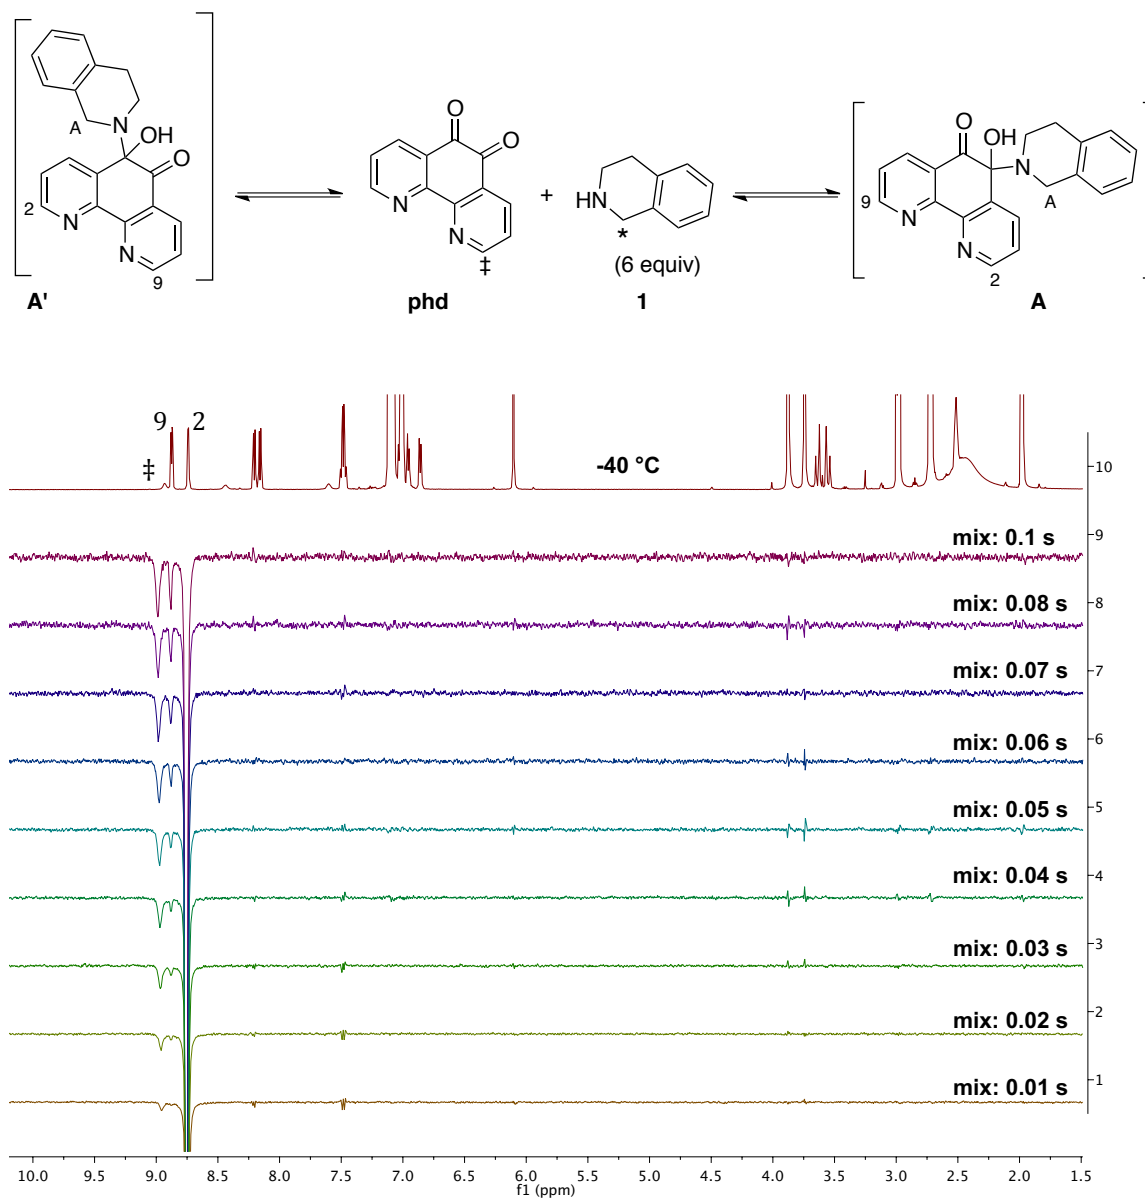 A
N
OH
O
2
N
N
9
A'
O
O
N
N
‡
phd
+
HN
*
(6 equiv)
1
O
OH
N
A
9
N
N
2
A
9
2
‡
-40 °C
10
mix: 0.1 s
9
mix: 0.08 s
8
mix: 0.07 s
7
mix: 0.06 s
6
mix: 0.05 s
5
mix: 0.04 s
4
mix: 0.03 s
3
mix: 0.02 s
2
mix: 0.01 s
1
10.0 9.5 9.0 8.5 8.0 7.5 7.0 6.5 6.0 5.5 5.0 4.5 4.0 3.5 3.0 2.5 2.0 1.5
f1 (ppm)